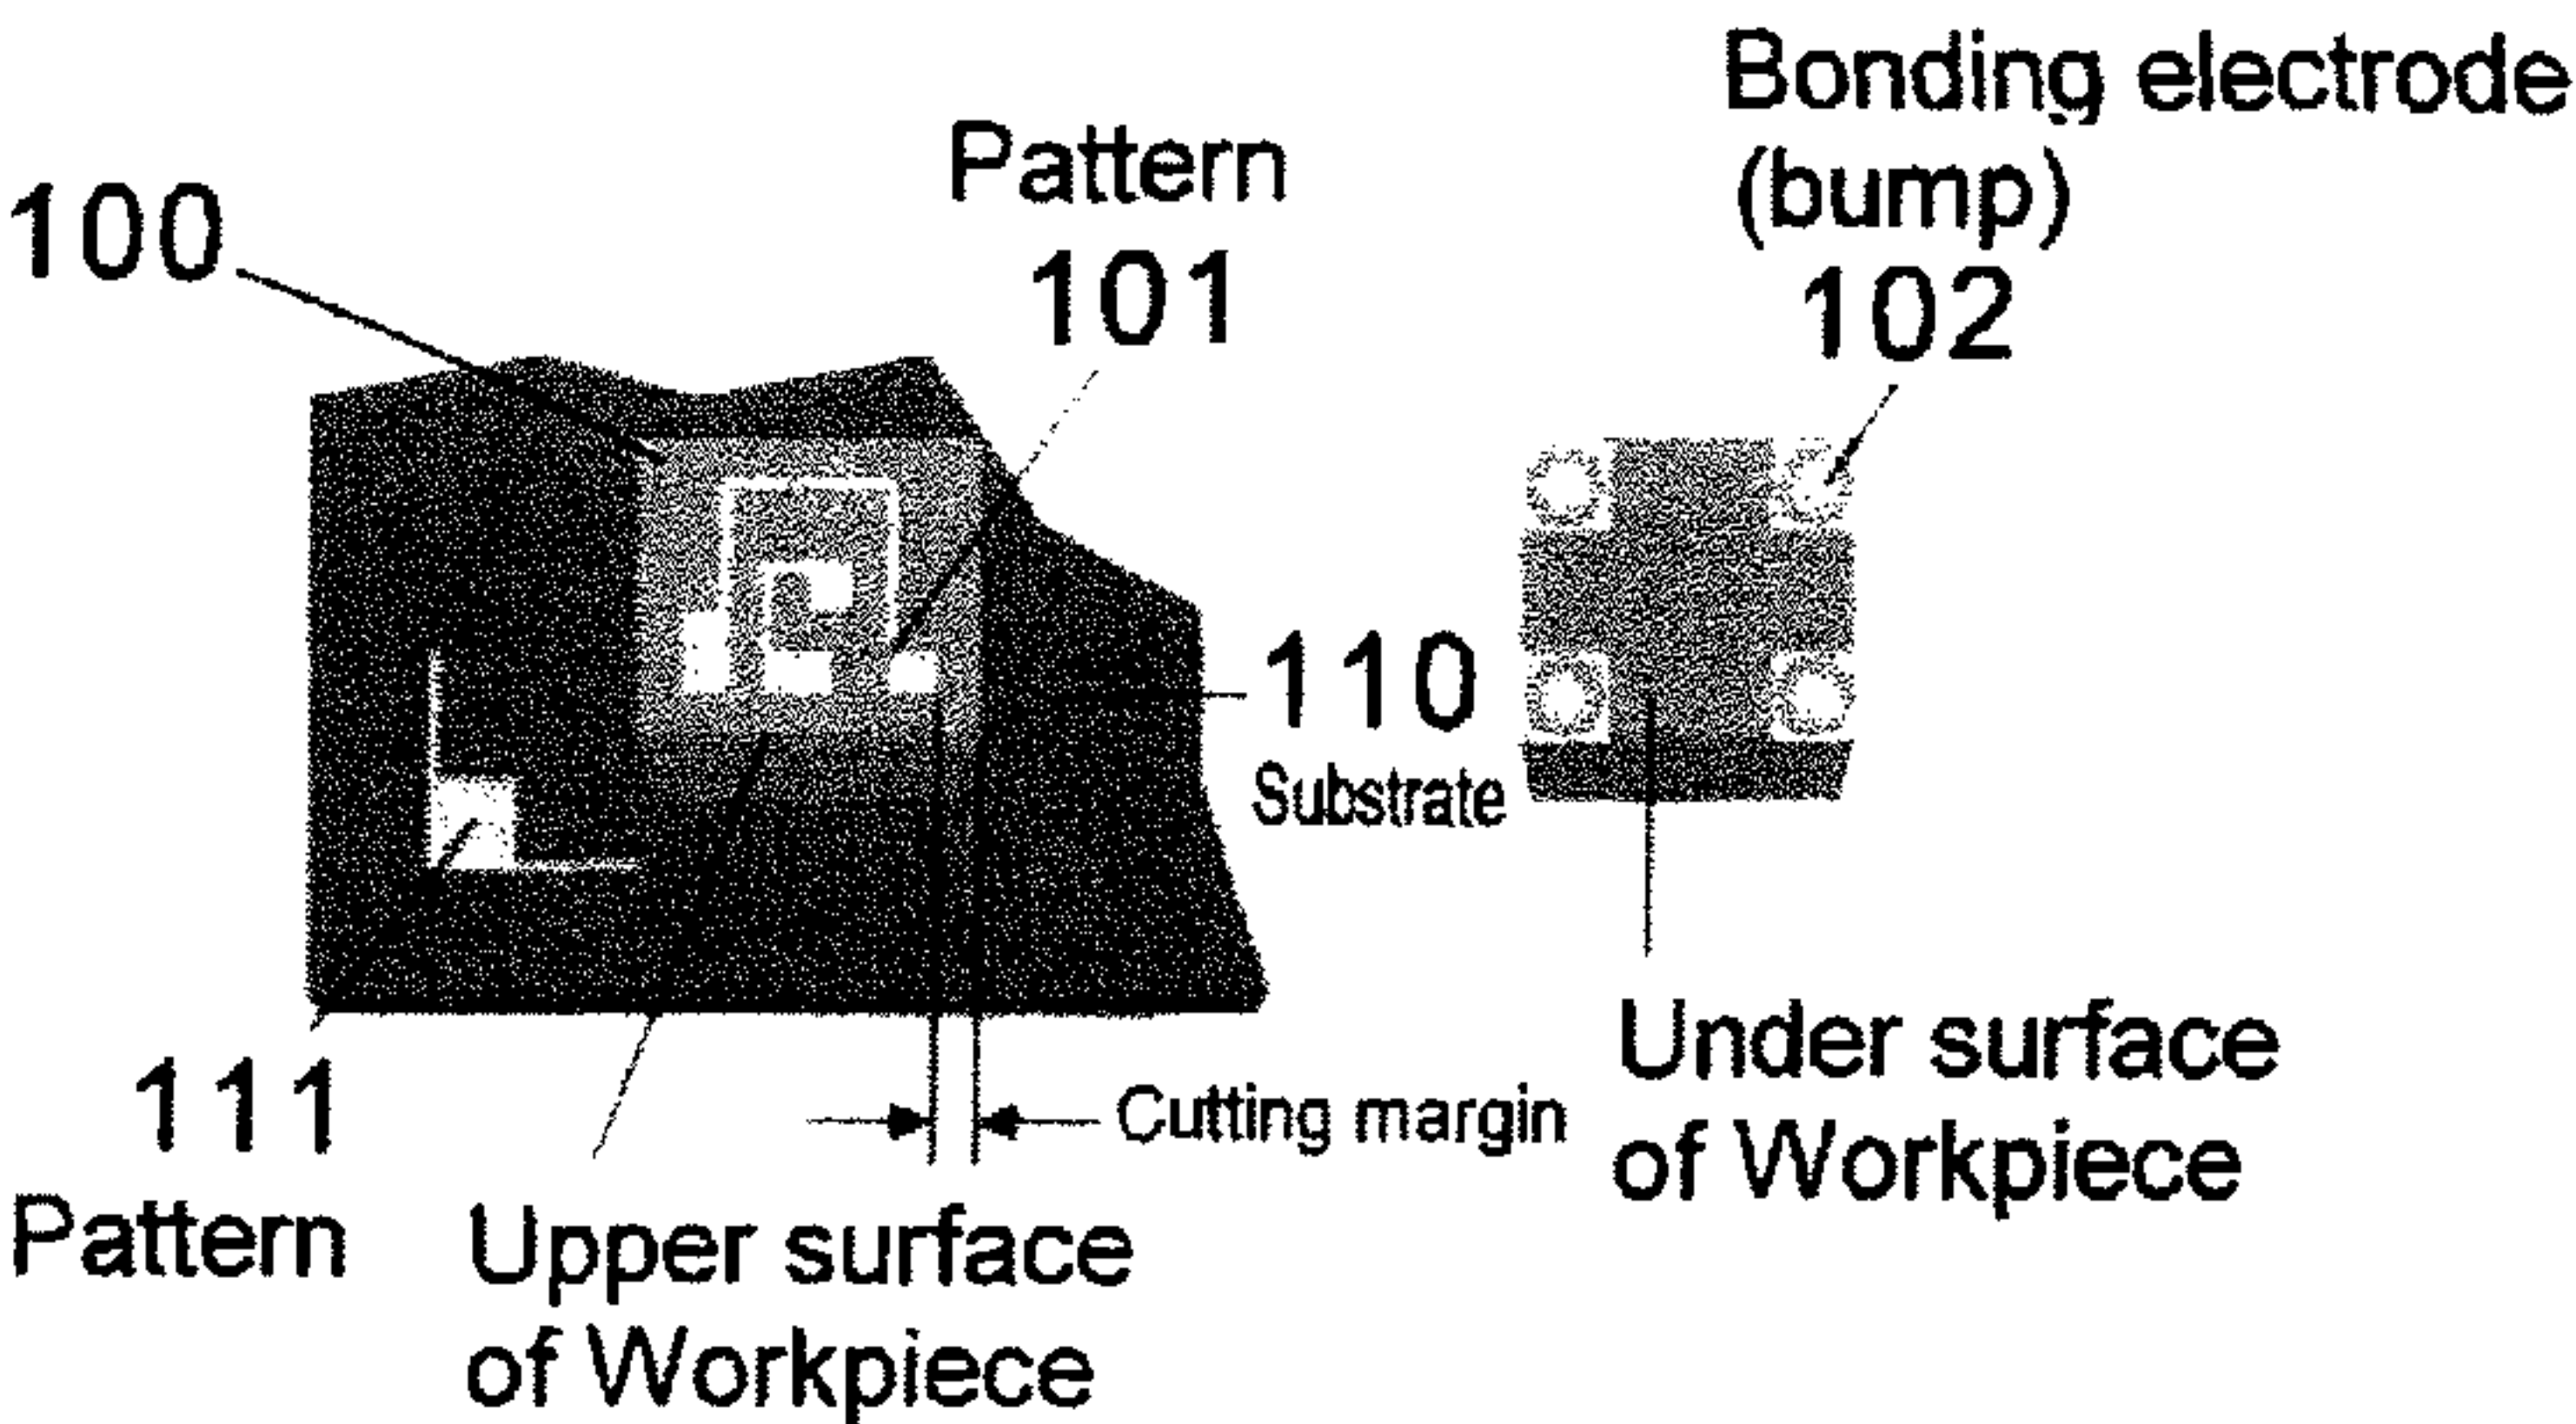 100
Pattern
101
Bonding electrode
(bump)
102
110
Substrate
111
Pattern
Upper surface
of Workpiece
Cutting margin
Under surface
of Workpiece